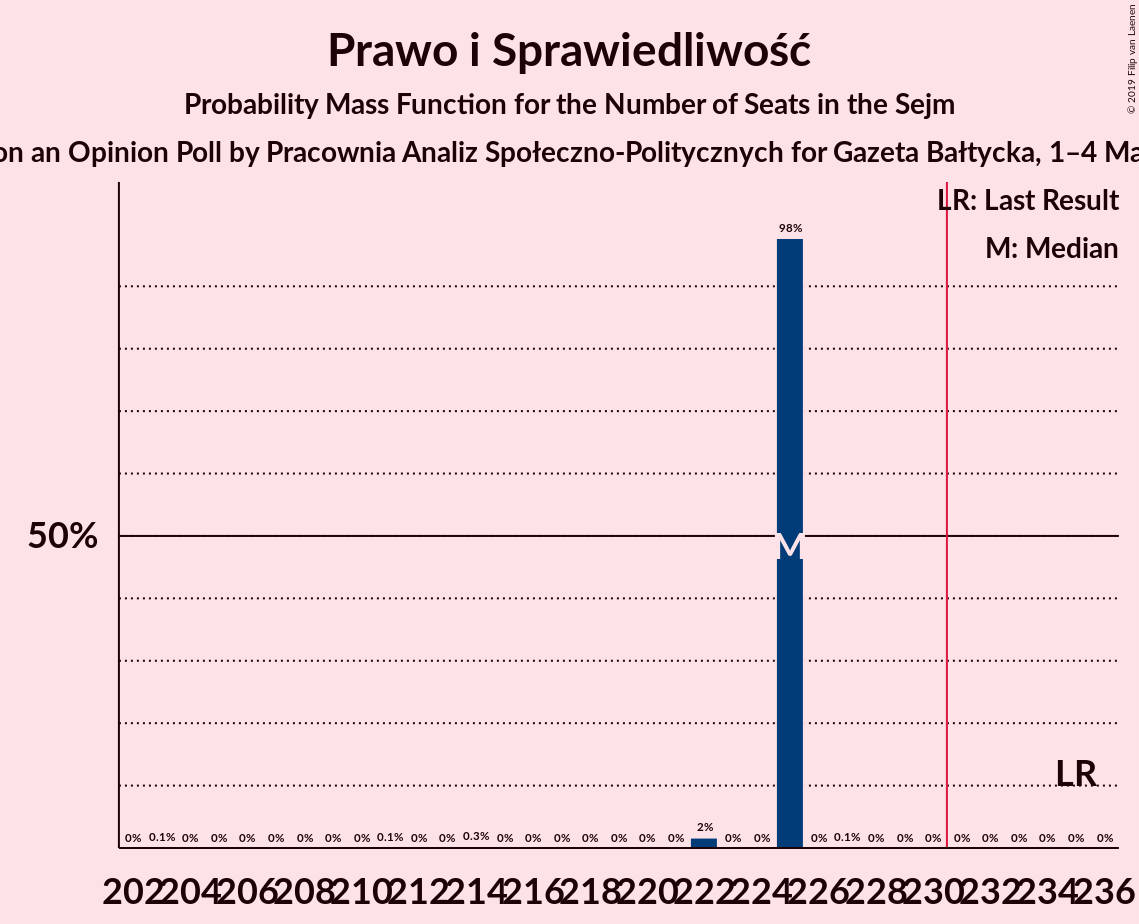 Prawo i Sprawiedliwość
Probability Mass Function for the Number of Seats in the Sejm
on an Opinion Poll by Pracownia Analiz Społeczno-Politycznych for Gazeta Bałtycka, 1–4 Ma
© 2019 Filip van Laenen
LR: Last Result
M: Median
98%
50%
M
LR
2%
0% 0.1% 0% 0% 0% 0% 0% 0% 0% 0.1% 0% 0% 0.3% 0% 0% 0% 0% 0% 0% 0% 0% 0% 0% 0.1% 0% 0% 0% 0% 0% 0% 0% 0% 0%
202 204 206 208 210 212 214 216 218 220 222 224 226 228 230 232 234 236